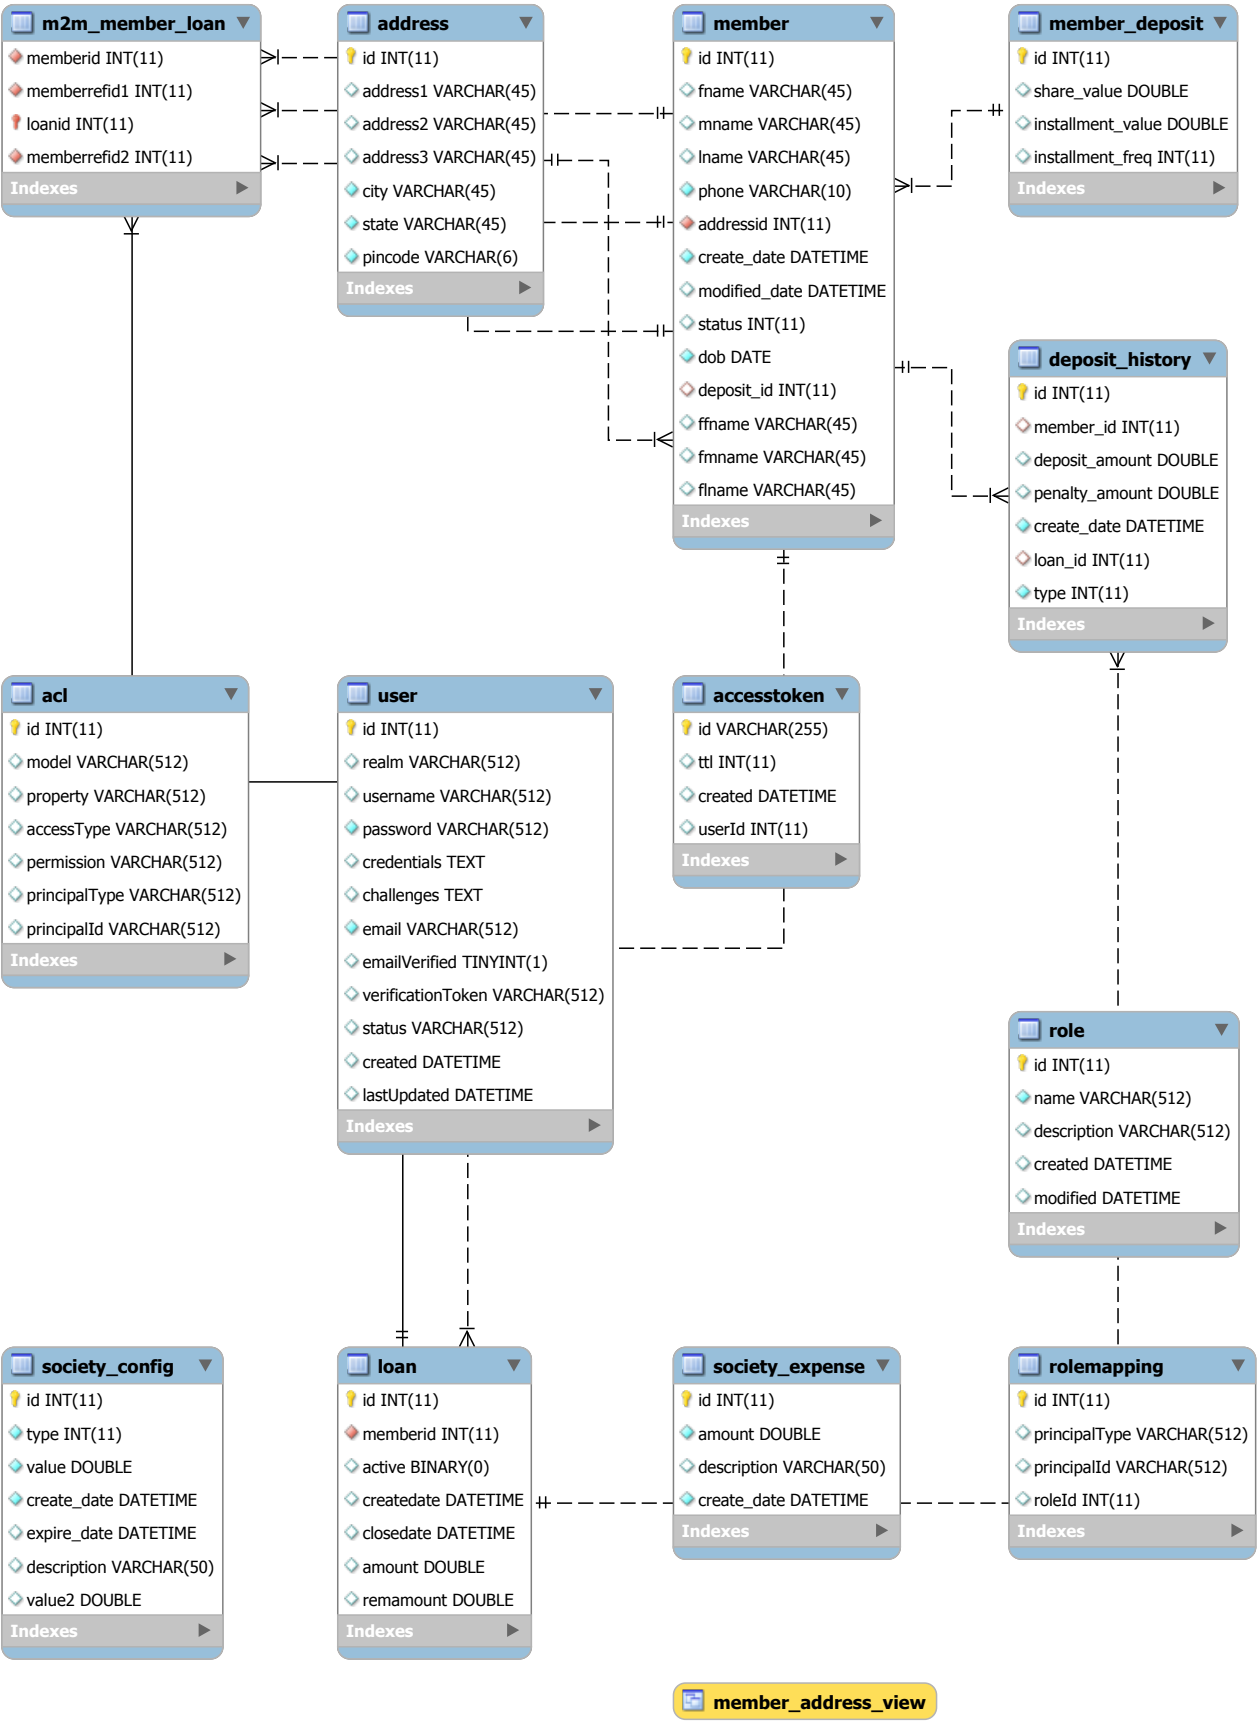 m2m_member_loan
memberid INT(11)
memberrefid1 INT(11)
loanid INT(11)
memberrefid2 INT(11)
Indexes
address
id INT(11)
address1 VARCHAR(45)
address2 VARCHAR(45)
address3 VARCHAR(45)
city VARCHAR(45)
state VARCHAR(45)
pincode VARCHAR(6)
Indexes
member
id INT(11)
fname VARCHAR(45)
mname VARCHAR(45)
lname VARCHAR(45)
phone VARCHAR(10)
addressid INT(11)
create_date DATETIME
modified_date DATETIME
status INT(11)
dob DATE
deposit_id INT(11)
ffname VARCHAR(45)
fmname VARCHAR(45)
flname VARCHAR(45)
Indexes
member_deposit
id INT(11)
share_value DOUBLE
installment_value DOUBLE
installment_freq INT(11)
Indexes
deposit_history
id INT(11)
member_id INT(11)
deposit_amount DOUBLE
penalty_amount DOUBLE
create_date DATETIME
loan_id INT(11)
type INT(11)
Indexes
acl
id INT(11)
model VARCHAR(512)
property VARCHAR(512)
accessType VARCHAR(512)
permission VARCHAR(512)
principalType VARCHAR(512)
principalId VARCHAR(512)
Indexes
user
id INT(11)
realm VARCHAR(512)
username VARCHAR(512)
password VARCHAR(512)
credentials TEXT
challenges TEXT
email VARCHAR(512)
emailVerified TINYINT(1)
verificationToken VARCHAR(512)
status VARCHAR(512)
created DATETIME
lastUpdated DATETIME
Indexes
accesstoken
id VARCHAR(255)
ttl INT(11)
created DATETIME
userId INT(11)
Indexes
role
id INT(11)
name VARCHAR(512)
description VARCHAR(512)
created DATETIME
modified DATETIME
Indexes
society_config
id INT(11)
type INT(11)
value DOUBLE
create_date DATETIME
expire_date DATETIME
description VARCHAR(50)
value2 DOUBLE
Indexes
loan
id INT(11)
memberid INT(11)
active BINARY(0)
createdate DATETIME
closedate DATETIME
amount DOUBLE
remamount DOUBLE
Indexes
society_expense
id INT(11)
amount DOUBLE
description VARCHAR(50)
create_date DATETIME
Indexes
rolemapping
id INT(11)
principalType VARCHAR(512)
principalId VARCHAR(512)
roleId INT(11)
Indexes
member_address_view